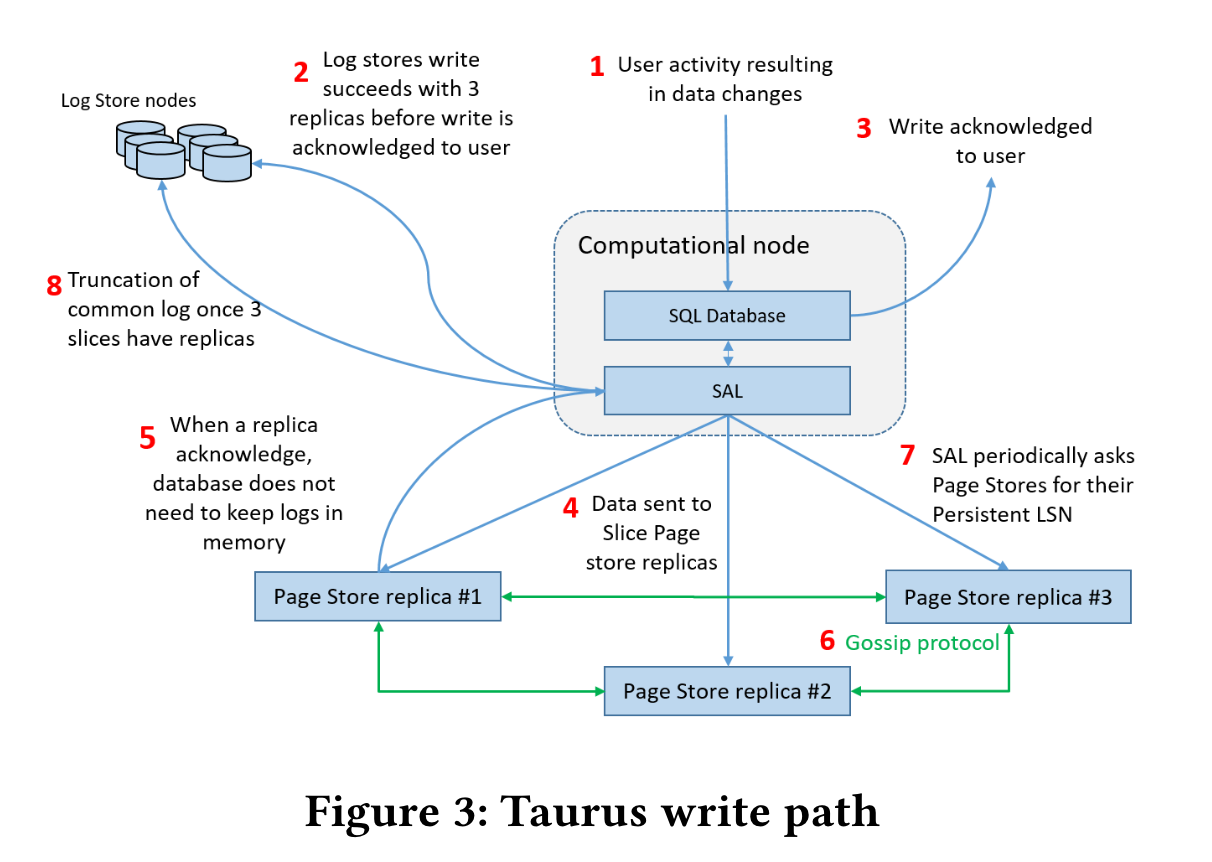 Log Store nodes
2 Log stores write
succeeds with 3
replicas before write is
acknowledged to user
1 User activity resulting
in data changes
3 Write acknowledged
to user
Computational node
SQL Database
SAL
8 Truncation of
common log once 3
slices have replicas
5 When a replica
acknowledge,
database does not
need to keep logs in
memory
4 Data sent to
Slice Page
store replicas
7 SAL periodically asks
Page Stores for their
Persistent LSN
Page Store replica #1
Page Store replica #3
6 Gossip protocol
Page Store replica #2
Figure 3: Taurus write path